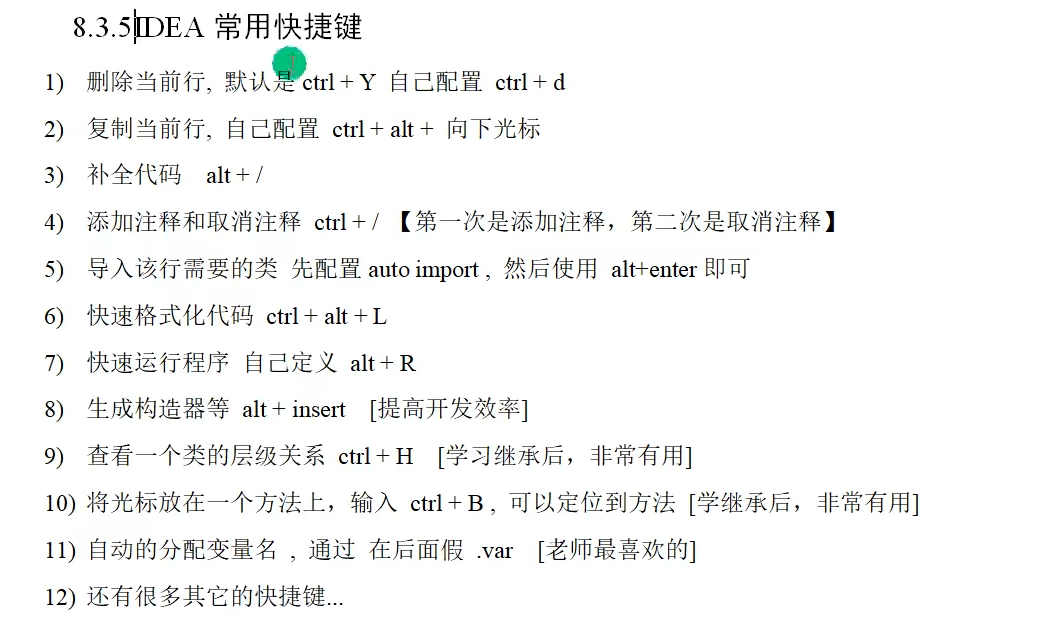 8.3.5 IDEA 常用快捷键
1) 删除当前行, 默认是 ctrl + Y 自己配置 ctrl + d
2) 复制当前行, 自己配置 ctrl + alt + 向下光标
3) 补全代码 alt + /
4) 添加注释和取消注释 ctrl + / 【第一次是添加注释，第二次是取消注释】
5) 导入该行需要的类 先配置 auto import , 然后使用 alt+enter 即可
6) 快速格式化代码 ctrl + alt + L
7) 快速运行程序 自己定义 alt + R
8) 生成构造器等 alt + insert [提高开发效率]
9) 查看一个类的层级关系 ctrl + H [学习继承后，非常有用]
10) 将光标放在一个方法上，输入 ctrl + B , 可以定位到方法 [学继承后，非常有用]
11) 自动的分配变量名 , 通过 在后面假 .var [老师最喜欢的]
12) 还有很多其它的快捷键...